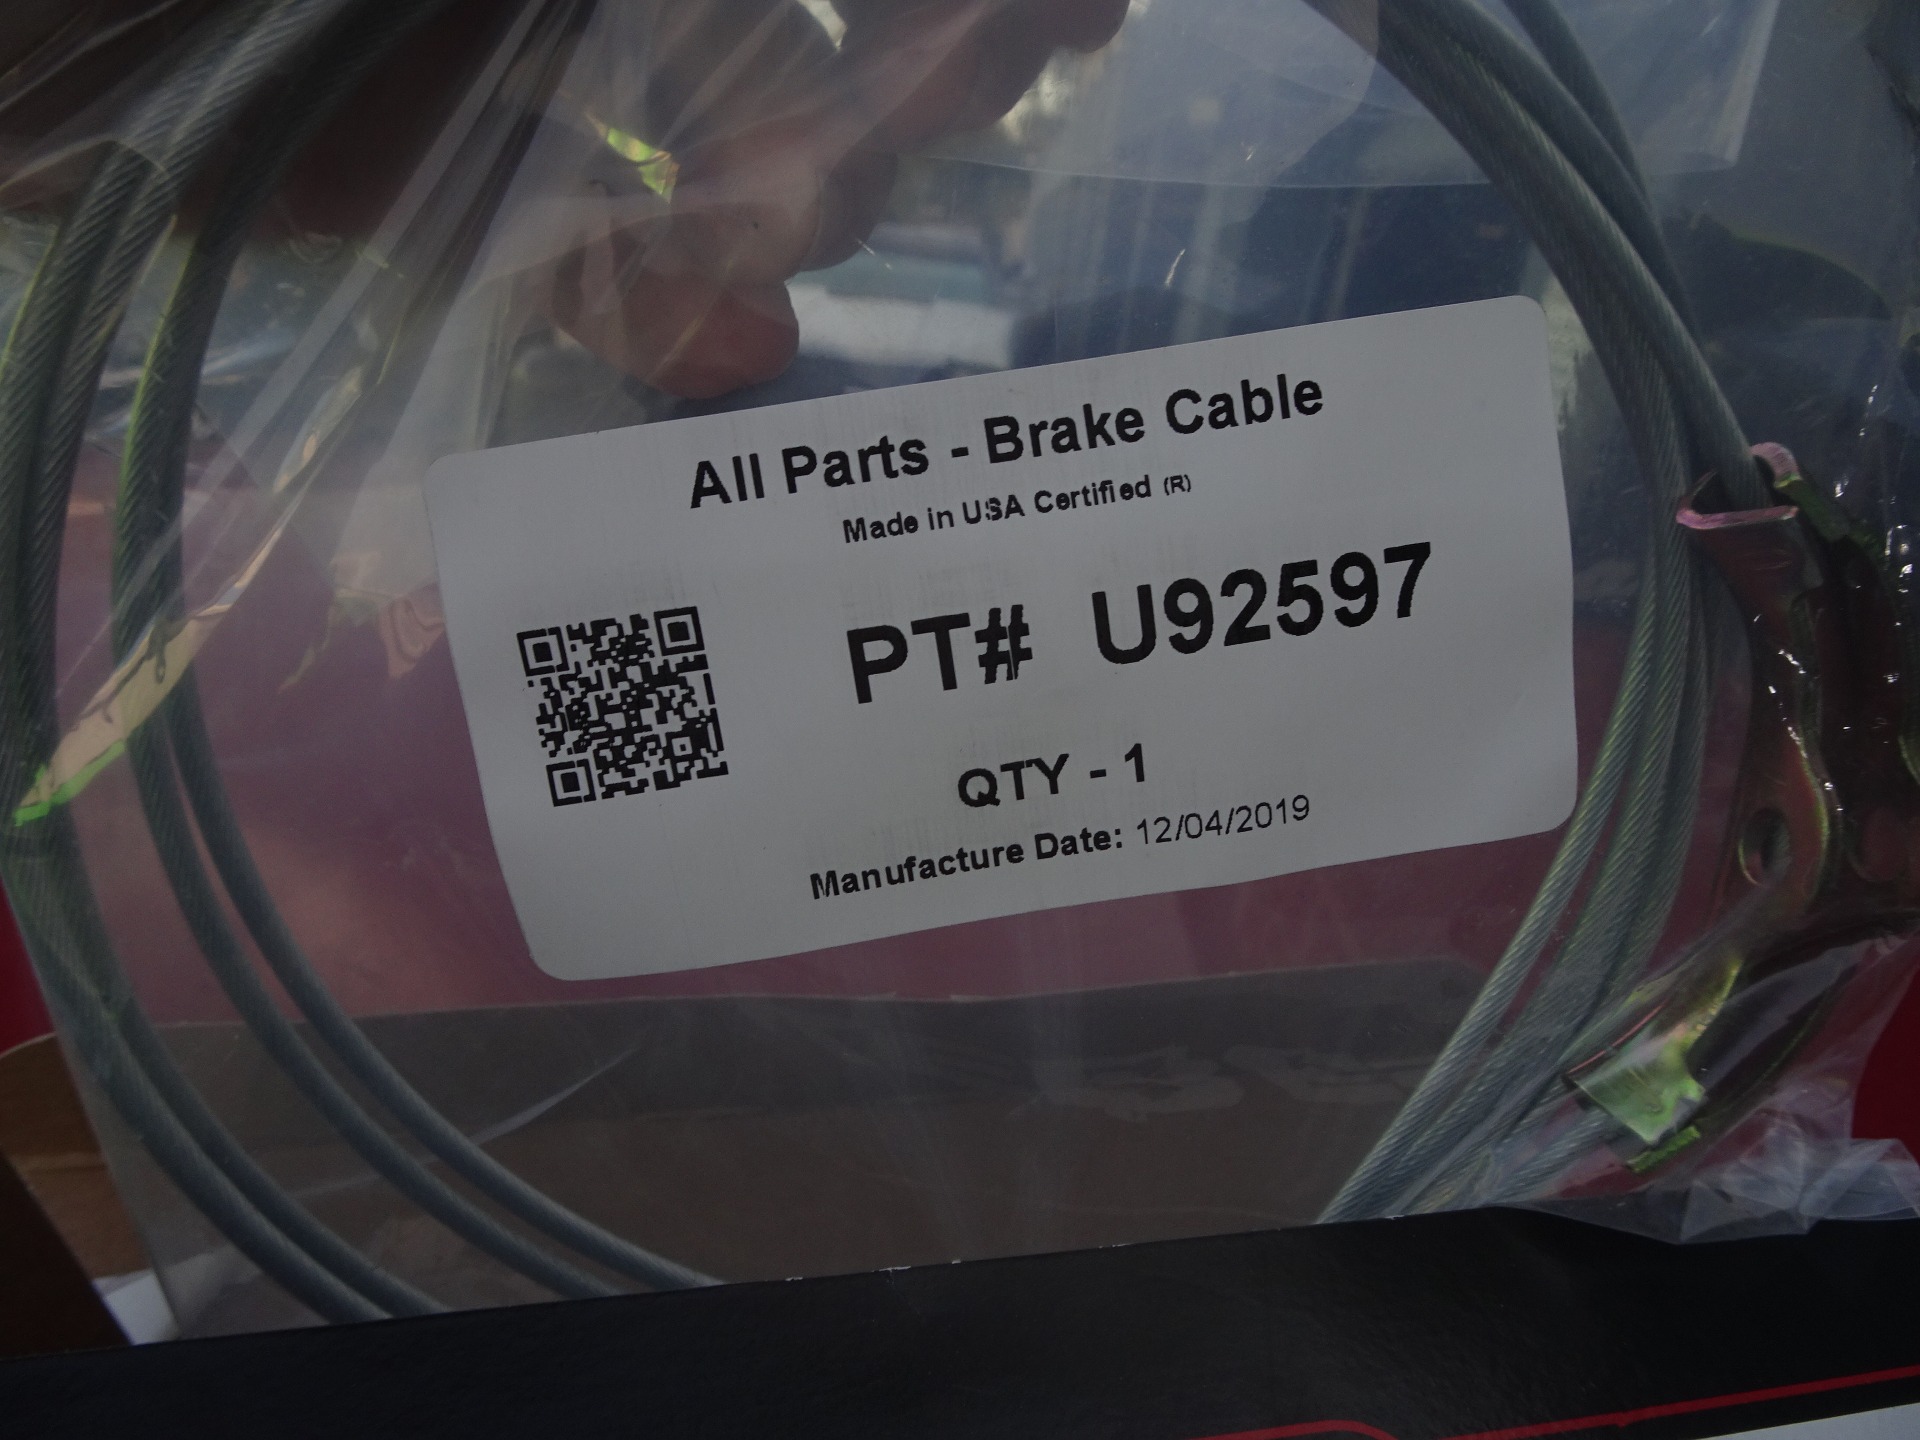 All Parts - Brake Cable
Made in USA Certified (R)
PT# U92597
QTY - 1
Manufacture Date: 12/04/2019